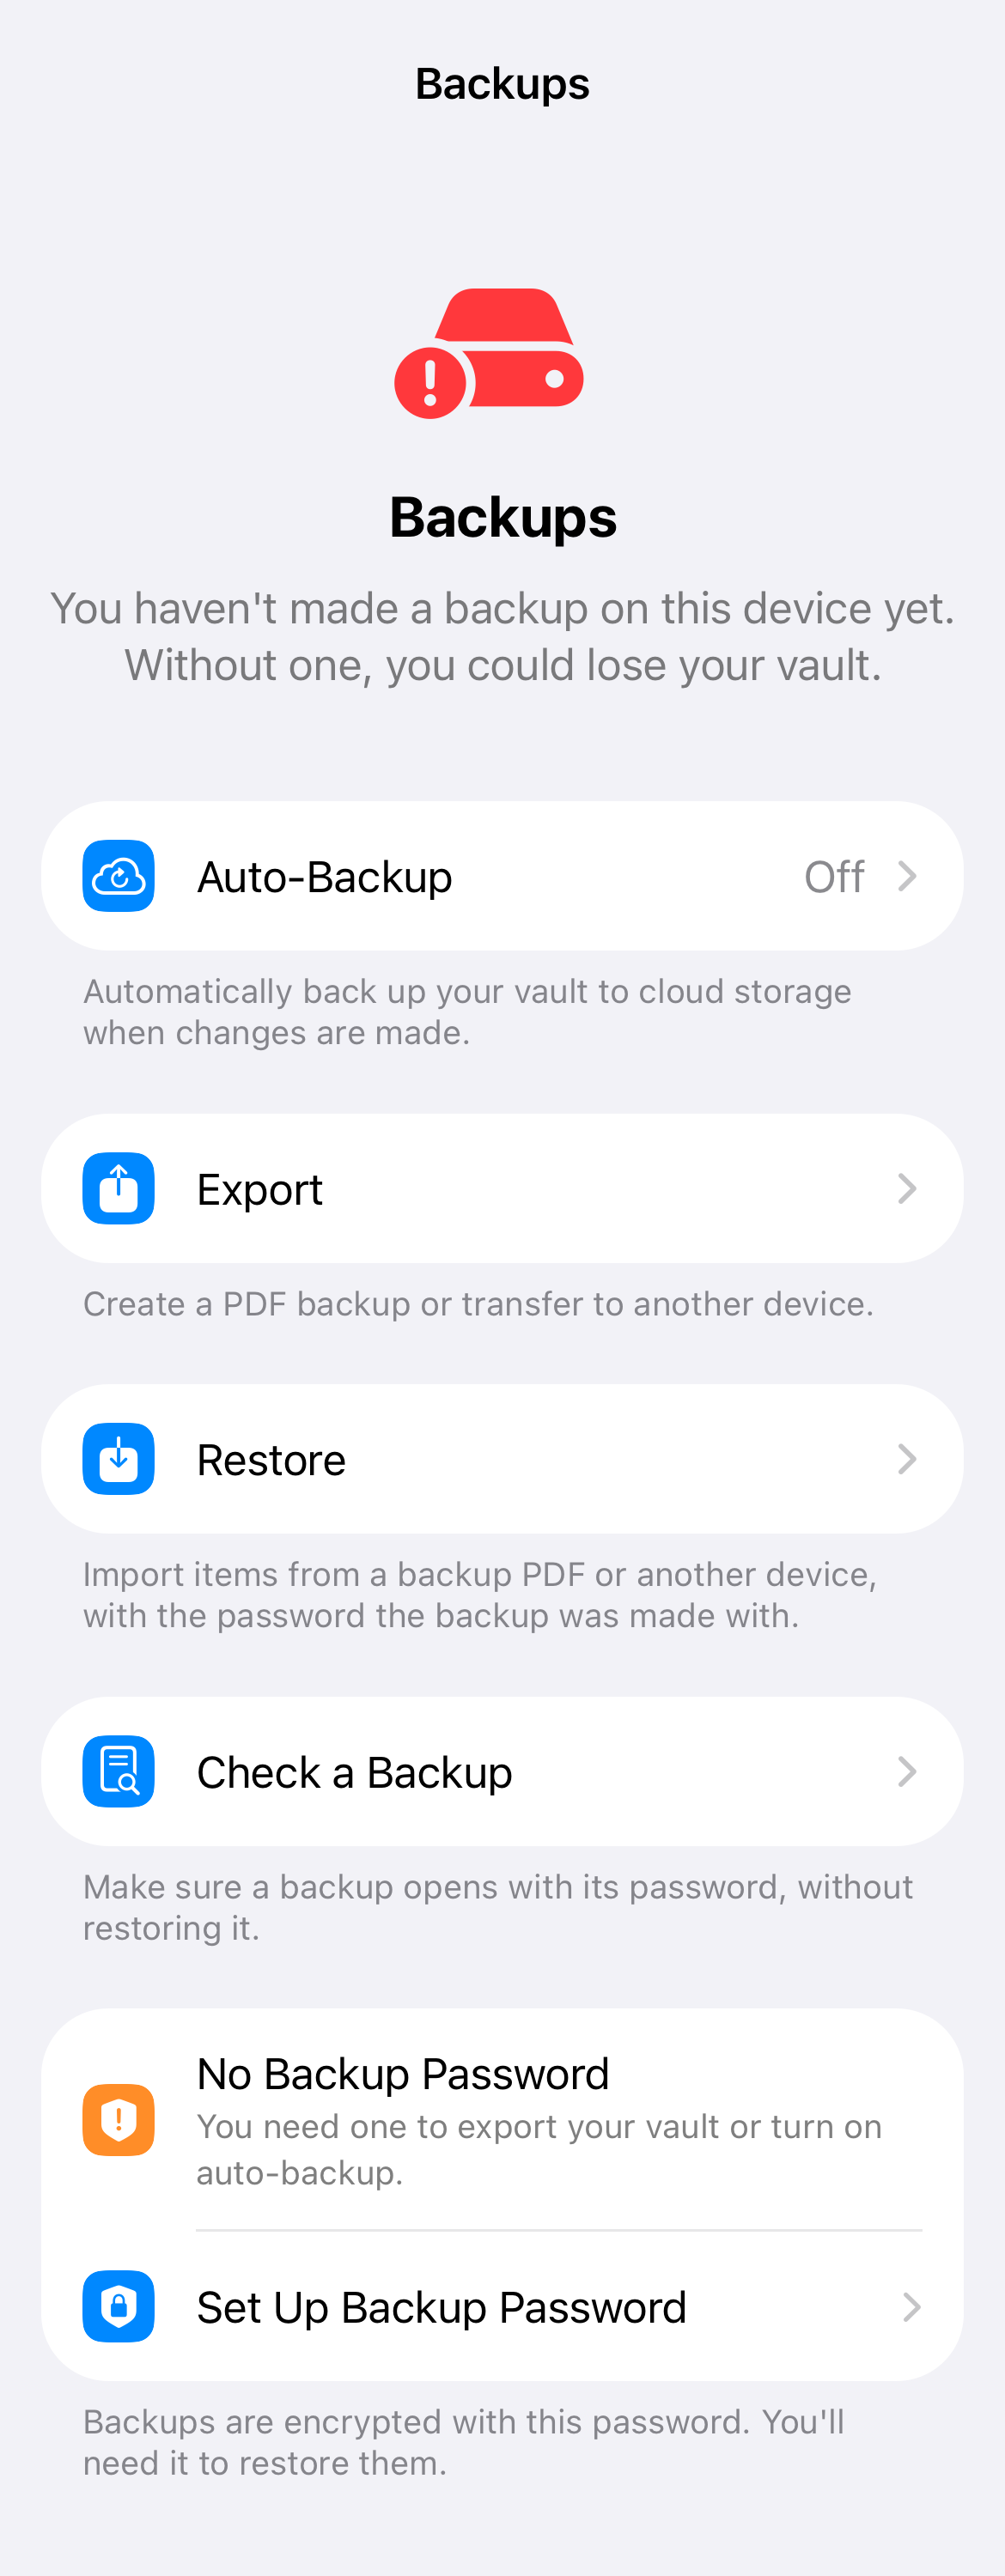 Backups
Backups
You haven't made a backup on this device yet.
Without one, you could lose your vault.
Auto-Backup Off
Automatically back up your vault to cloud storage
when changes are made.
Export
Create a PDF backup or transfer to another device.
Restore
Import items from a backup PDF or another device,
with the password the backup was made with.
Check a Backup
Make sure a backup opens with its password, without
restoring it.
No Backup Password
You need one to export your vault or turn on
auto-backup.
Set Up Backup Password
Backups are encrypted with this password. You'll
need it to restore them.